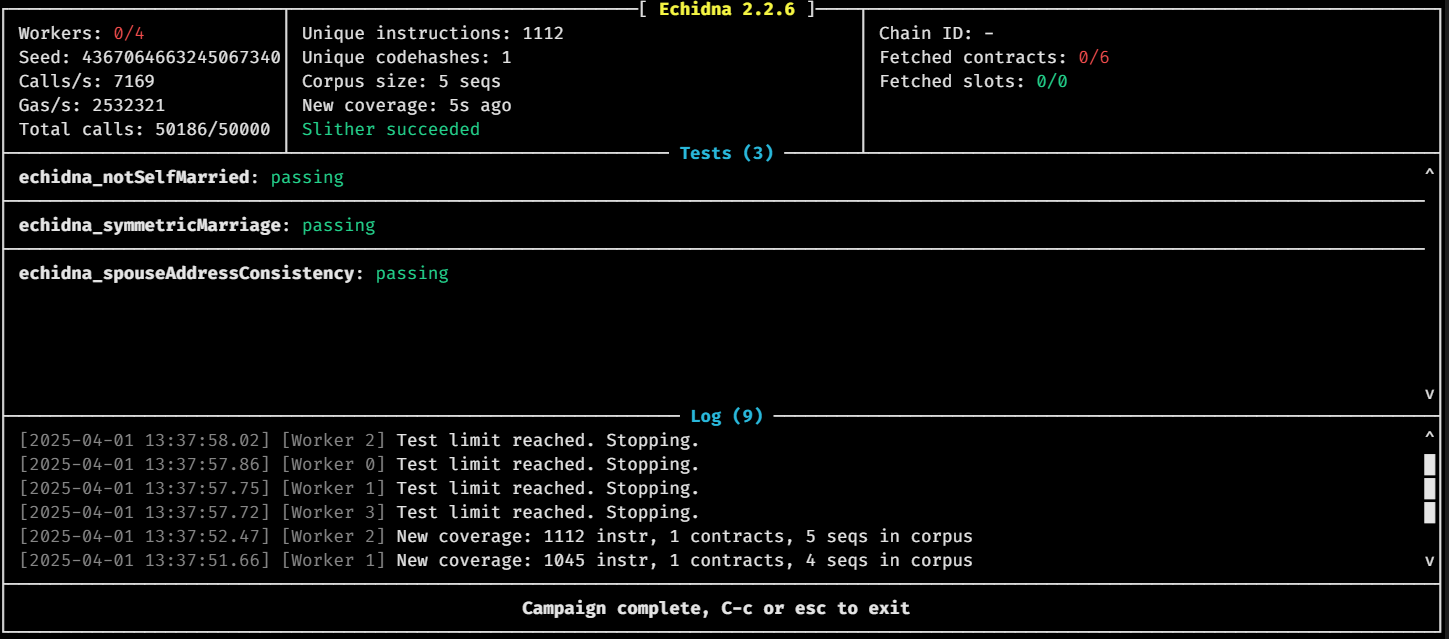 [ Echidna 2.2.6 ]
Workers: 0/4
Seed: 4367064663245067340
Calls/s: 7169
Gas/s: 2532321
Total calls: 50186/50000
Unique instructions: 1112
Unique codehashes: 1
Corpus size: 5 seqs
New coverage: 5s ago
Slither succeeded
Chain ID: -
Fetched contracts: 0/6
Fetched slots: 0/0
Tests (3)
echidna_notSelfMarried: passing
echidna_symmetricMarriage: passing
echidna_spouseAddressConsistency: passing
Log (9)
[2025-04-01 13:37:58.02] [Worker 2] Test limit reached. Stopping.
[2025-04-01 13:37:57.86] [Worker 0] Test limit reached. Stopping.
[2025-04-01 13:37:57.75] [Worker 1] Test limit reached. Stopping.
[2025-04-01 13:37:57.72] [Worker 3] Test limit reached. Stopping.
[2025-04-01 13:37:52.47] [Worker 2] New coverage: 1112 instr, 1 contracts, 5 seqs in corpus
[2025-04-01 13:37:51.66] [Worker 1] New coverage: 1045 instr, 1 contracts, 4 seqs in corpus
Campaign complete, C-c or esc to exit